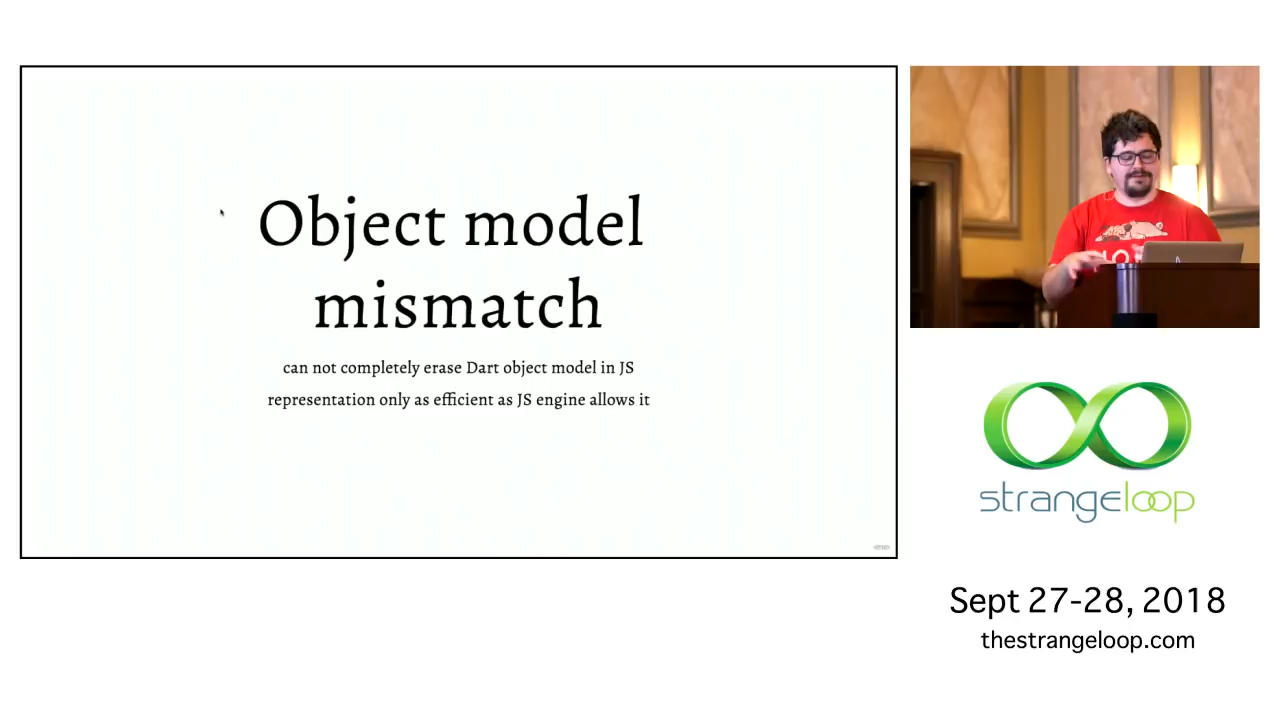 Object model
mismatch
can not completely erase Dart object model in JS
representation only as efficient as JS engine allows it
strangeloop
Sept 27-28, 2018
thestrangeloop.com